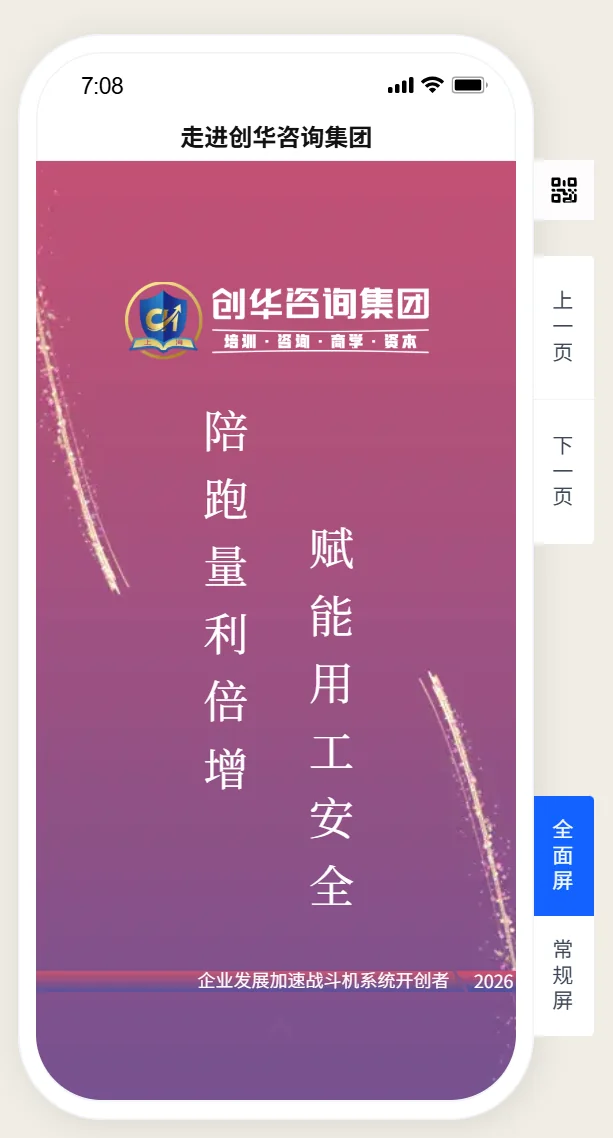 7:08
走进创华咨询集团
创华咨询集团
培训·咨询·商学·资本
陪跑量利倍增
赋能用工安全
企业发展加速战斗机系统开创者 2026
上一页
下一页
全面屏
常规屏